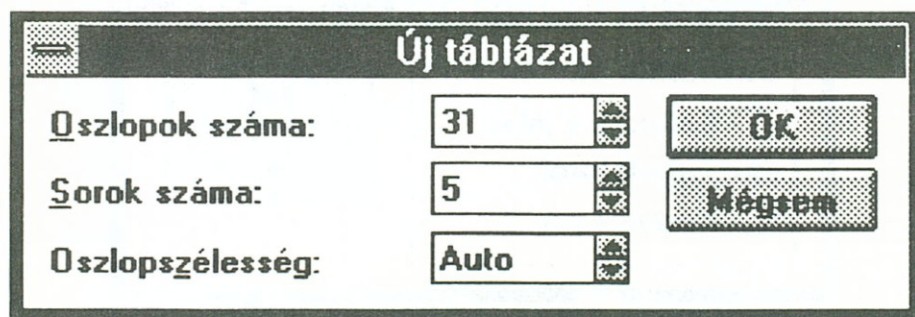 Új táblázat
Oszlopok száma: 31 OK
Sorok száma: 5 Mégsem
Oszlopszélesség: Auto